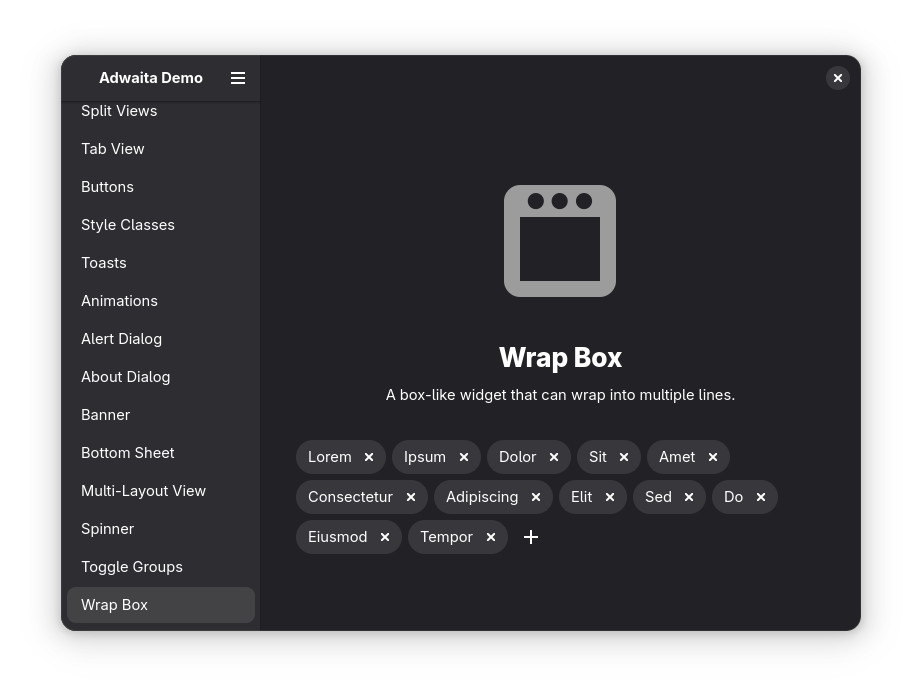 Adwaita Demo
Split Views
Tab View
Buttons
Style Classes
Toasts
Animations
Alert Dialog
About Dialog
Banner
Bottom Sheet
Multi-Layout View
Spinner
Toggle Groups
Wrap Box
Wrap Box
A box-like widget that can wrap into multiple lines.
Lorem Ipsum Dolor Sit Amet
Consectetur Adipiscing Elit Sed Do
Eiusmod Tempor